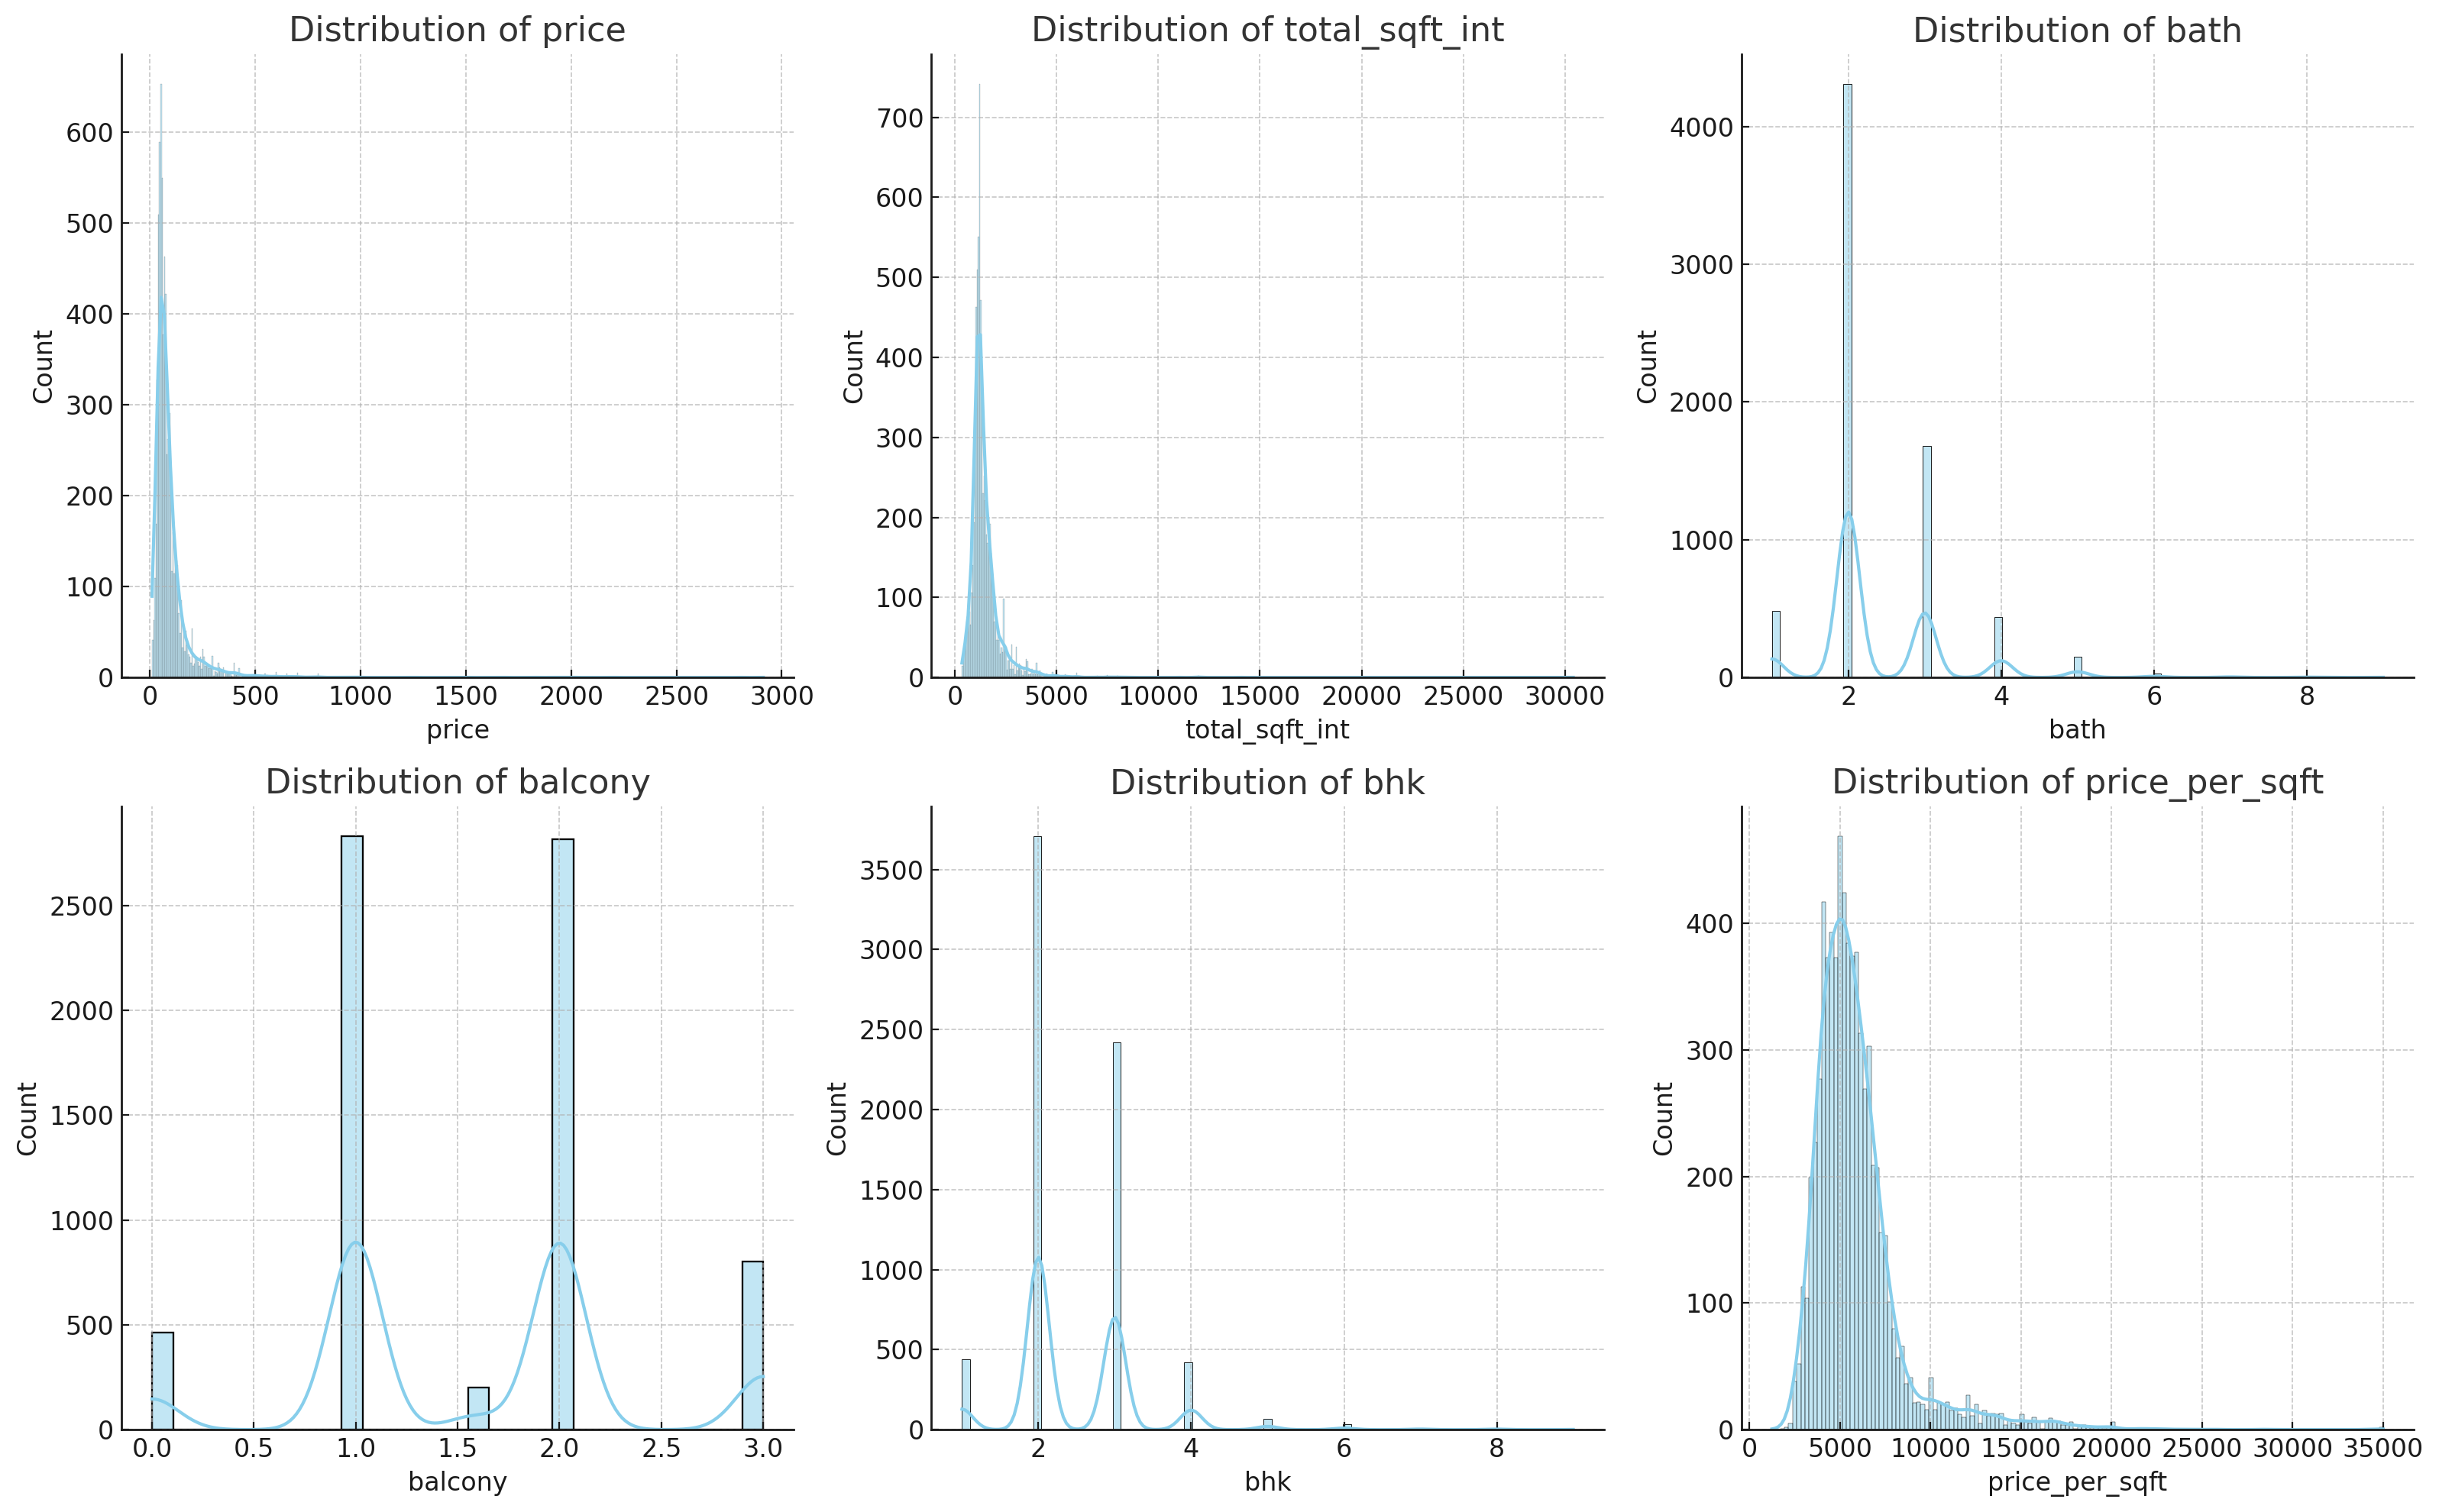 Distribution of price
Count
600
500
400
300
200
100
0
0 500 1000 1500 2000 2500 3000
price
Distribution of total_sqft_int
Count
700
600
500
400
300
200
100
0
0 5000 10000 15000 20000 25000 30000
total_sqft_int
Distribution of bath
Count
4000
3000
2000
1000
0
2 4 6 8
bath
Distribution of balcony
Count
2500
2000
1500
1000
500
0
0.0 0.5 1.0 1.5 2.0 2.5 3.0
balcony
Distribution of bhk
Count
3500
3000
2500
2000
1500
1000
500
0
2 4 6 8
bhk
Distribution of price_per_sqft
Count
400
300
200
100
0
0 5000 10000 15000 20000 25000 30000 35000
price_per_sqft